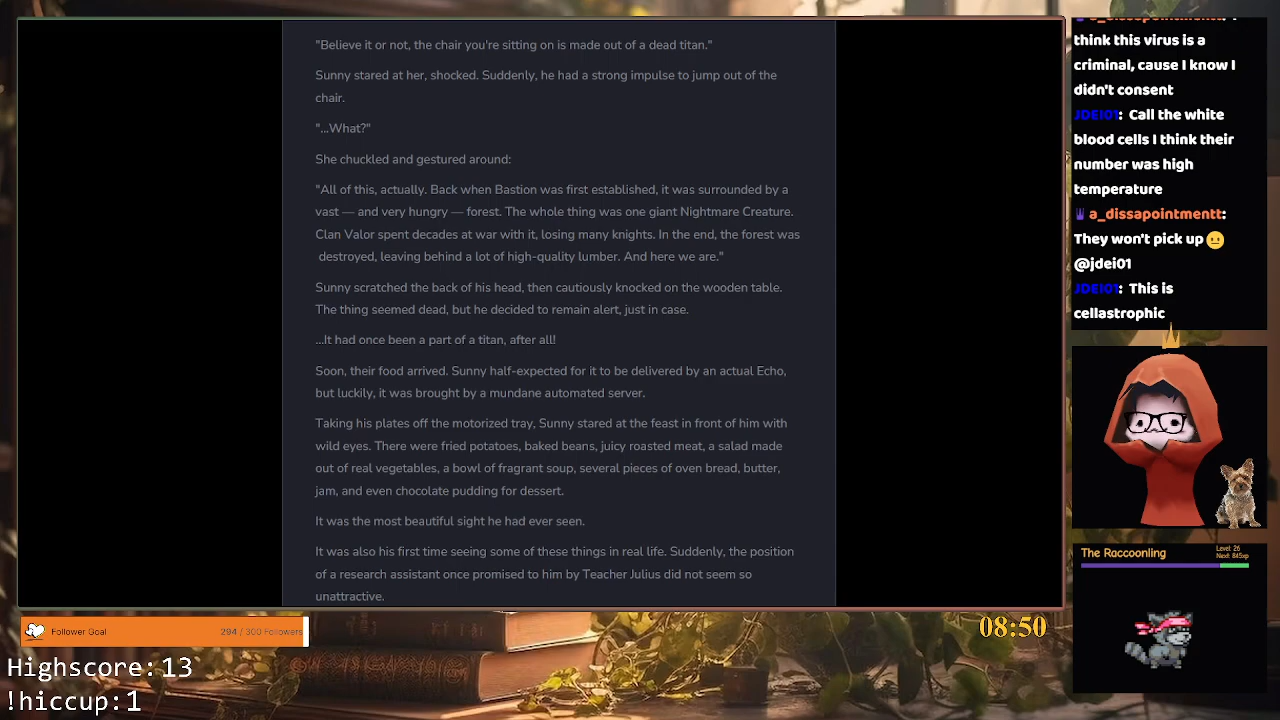 "Believe it or not, the chair you're sitting on is made out of a dead titan."
Sunny stared at her, shocked. Suddenly, he had a strong impulse to jump out of the
chair.
"...What?"
She chuckled and gestured around:
"All of this, actually. Back when Bastion was first established, it was surrounded by a
vast — and very hungry — forest. The whole thing was one giant Nightmare Creature.
Clan Valor spent decades at war with it, losing many knights. In the end, the forest was
destroyed, leaving behind a lot of high-quality lumber. And here we are."
Sunny scratched the back of his head, then cautiously knocked on the wooden table.
The thing seemed dead, but he decided to remain alert, just in case.
...It had once been a part of a titan, after all!
Soon, their food arrived. Sunny half-expected for it to be delivered by an actual Echo,
but luckily, it was brought by a mundane automated server.
Taking his plates off the motorized tray, Sunny stared at the feast in front of him with
wild eyes. There were fried potatoes, baked beans, juicy roasted meat, a salad made
out of real vegetables, a bowl of fragrant soup, several pieces of oven bread, butter,
jam, and even chocolate pudding for dessert.
It was the most beautiful sight he had ever seen.
It was also his first time seeing some of these things in real life. Suddenly, the position
of a research assistant once promised to him by Teacher Julius did not seem so
unattractive.
think this virus is a
criminal, cause I know I
didn't consent
JDEI01: Call the white
blood cells I think their
number was high
temperature
a_dissapointmentt:
They won't pick up
@jdei01
JDEI01: This is
cellastrophic
The Raccoonling
Level: 26
Next: 845xp
Follower Goal
294 / 300 Followers
08:50
Highscore:13
!hiccup:1